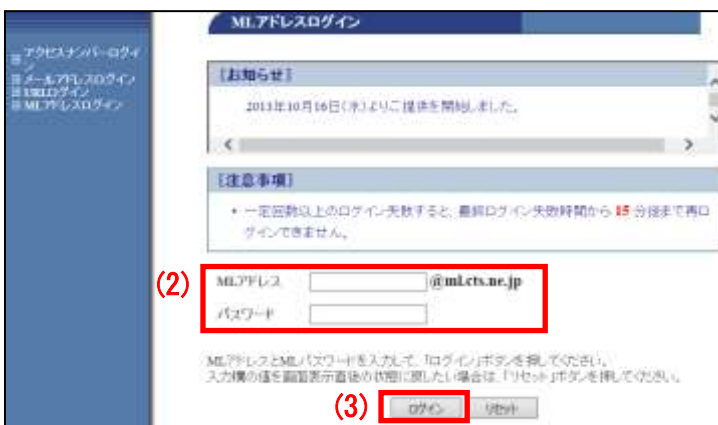 MLアドレスログイン
アクセスナンバーログイン
メールアドレスログイン
URLログイン
MLアドレスログイン
[お知らせ]
2013年10月16日(水)よりご提供を開始しました。
[注意事項]
・一定回数以上のログイン失敗すると、最終ログイン失敗時間から 15 分後まで再ロ
グインできません。
(2)
MLアドレス @ml.cts.ne.jp
パスワード
MLアドレスとMLパスワードを入力して、「ログイン」ボタンを押してください。
入力欄の値を画面表示直後の状態に戻したい場合は、「リセット」ボタンを押してください。
(3) ログイン リセット